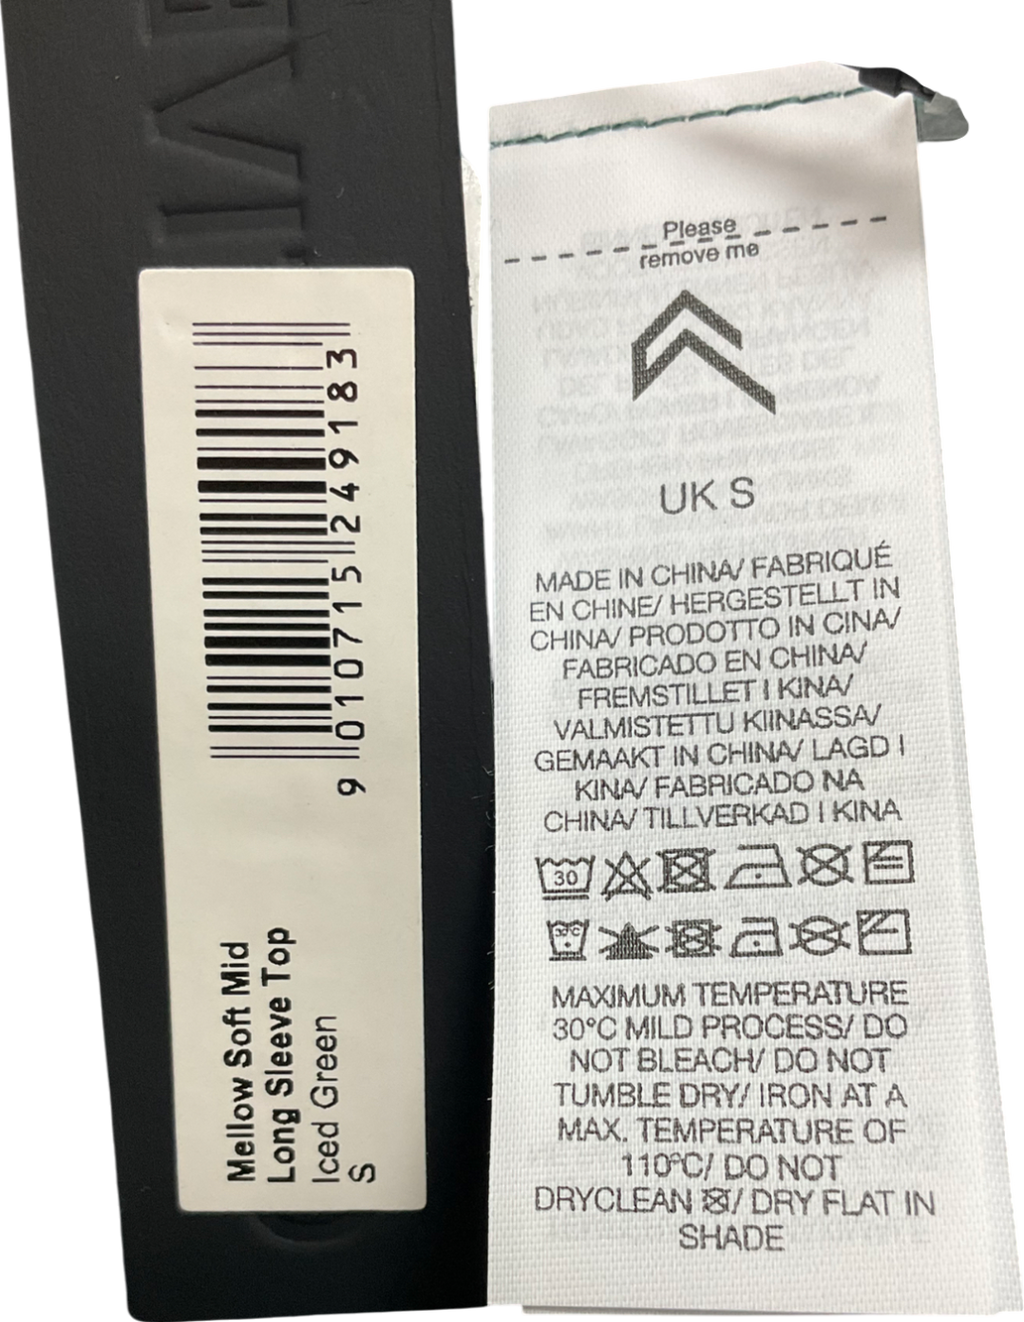 9 010715 249183
Mellow Soft Mid
Long Sleeve Top
Iced Green
S
Please
remove me
UK S
MADE IN CHINA/ FABRIQUÉ
EN CHINE/ HERGESTELLT IN
CHINA/ PRODOTTO IN CINA/
FABRICADO EN CHINA/
FREMSTILLET I KINA/
VALMISTETTU KIINASSA/
GEMAAKT IN CHINA/ LAGD I
KINA/ FABRICADO NA
CHINA/ TILLVERKAD I KINA
30
30°C
MAXIMUM TEMPERATURE
30°C MILD PROCESS/ DO
NOT BLEACH/ DO NOT
TUMBLE DRY/ IRON AT A
MAX. TEMPERATURE OF
110°C/ DO NOT
DRYCLEAN / DRY FLAT IN
SHADE